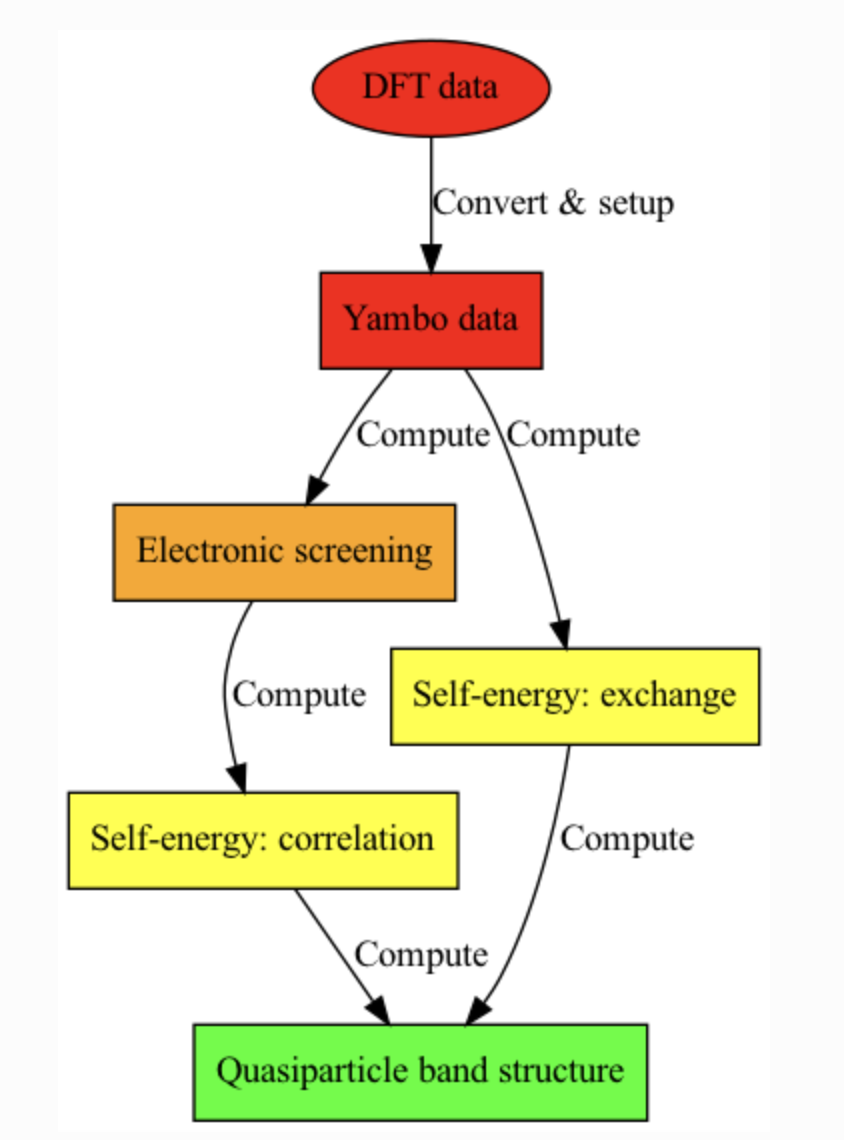 DFT data
Convert & setup
Yambo data
Compute
Compute
Electronic screening
Compute
Self-energy: exchange
Self-energy: correlation
Compute
Compute
Quasiparticle band structure